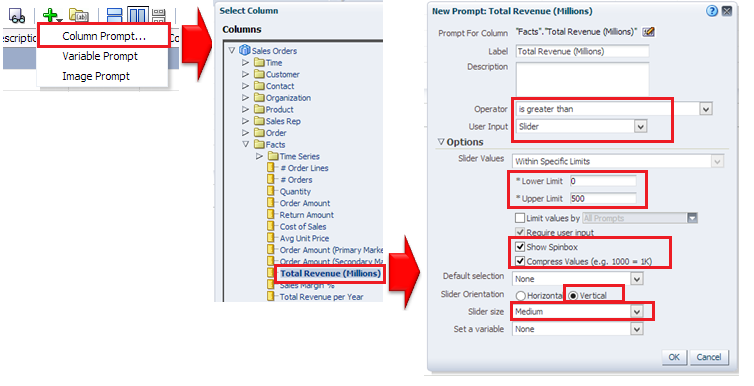 escriptio
Co
Column Prompt...
Variable Prompt
Image Prompt
Select Column
Columns
Sales Orders
Time
Customer
Contact
Organization
Product
Sales Rep
Order
Facts
Time Series
# Order Lines
# Orders
Quantity
Order Amount
Return Amount
Cost of Sales
Avg Unit Price
Order Amount (Primary Marke
Order Amount (Secondary M
Total Revenue (Millions)
Sales Margin %
Total Revenue per Year
New Prompt: Total Revenue (Millions)
Prompt For Column "Facts"."Total Revenue (Millions)"
Label Total Revenue (Millions)
Description
Operator is greater than
User Input Slider
Options
Slider Values Within Specific Limits
* Lower Limit 0
* Upper Limit 500
Limit values by All Prompts
Require user input
Show Spinbox
Compress Values (e.g. 1000 = 1K)
Default selection None
Slider Orientation Horizontal Vertical
Slider size Medium
Set a variable None
OK Cancel